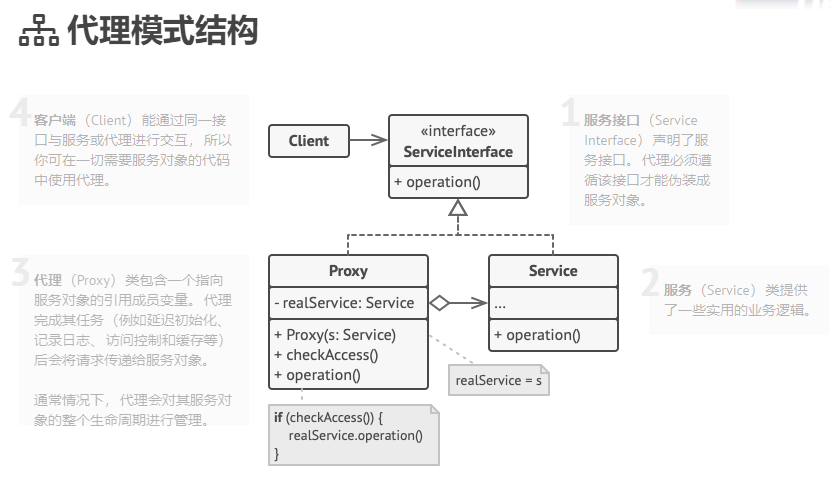 代理模式结构
4
客户端（Client）能通过同一接
口与服务或代理进行交互，所以
你可在一切需要服务对象的代码
中使用代理。
Client
«interface»
ServiceInterface
+ operation()
1
服务接口（Service
Interface）声明了服
务接口。代理必须遵
循该接口才能伪装成
服务对象。
3
代理（Proxy）类包含一个指向
服务对象的引用成员变量。代理
完成其任务（例如延迟初始化、
记录日志、访问控制和缓存等）
后会将请求传递给服务对象。
通常情况下，代理会对其服务对
象的整个生命周期进行管理。
Proxy
- realService: Service
+ Proxy(s: Service)
+ checkAccess()
+ operation()
Service
...
+ operation()
2
服务（Service）类提供
了一些实用的业务逻辑。
realService = s
if (checkAccess()) {
realService.operation()
}